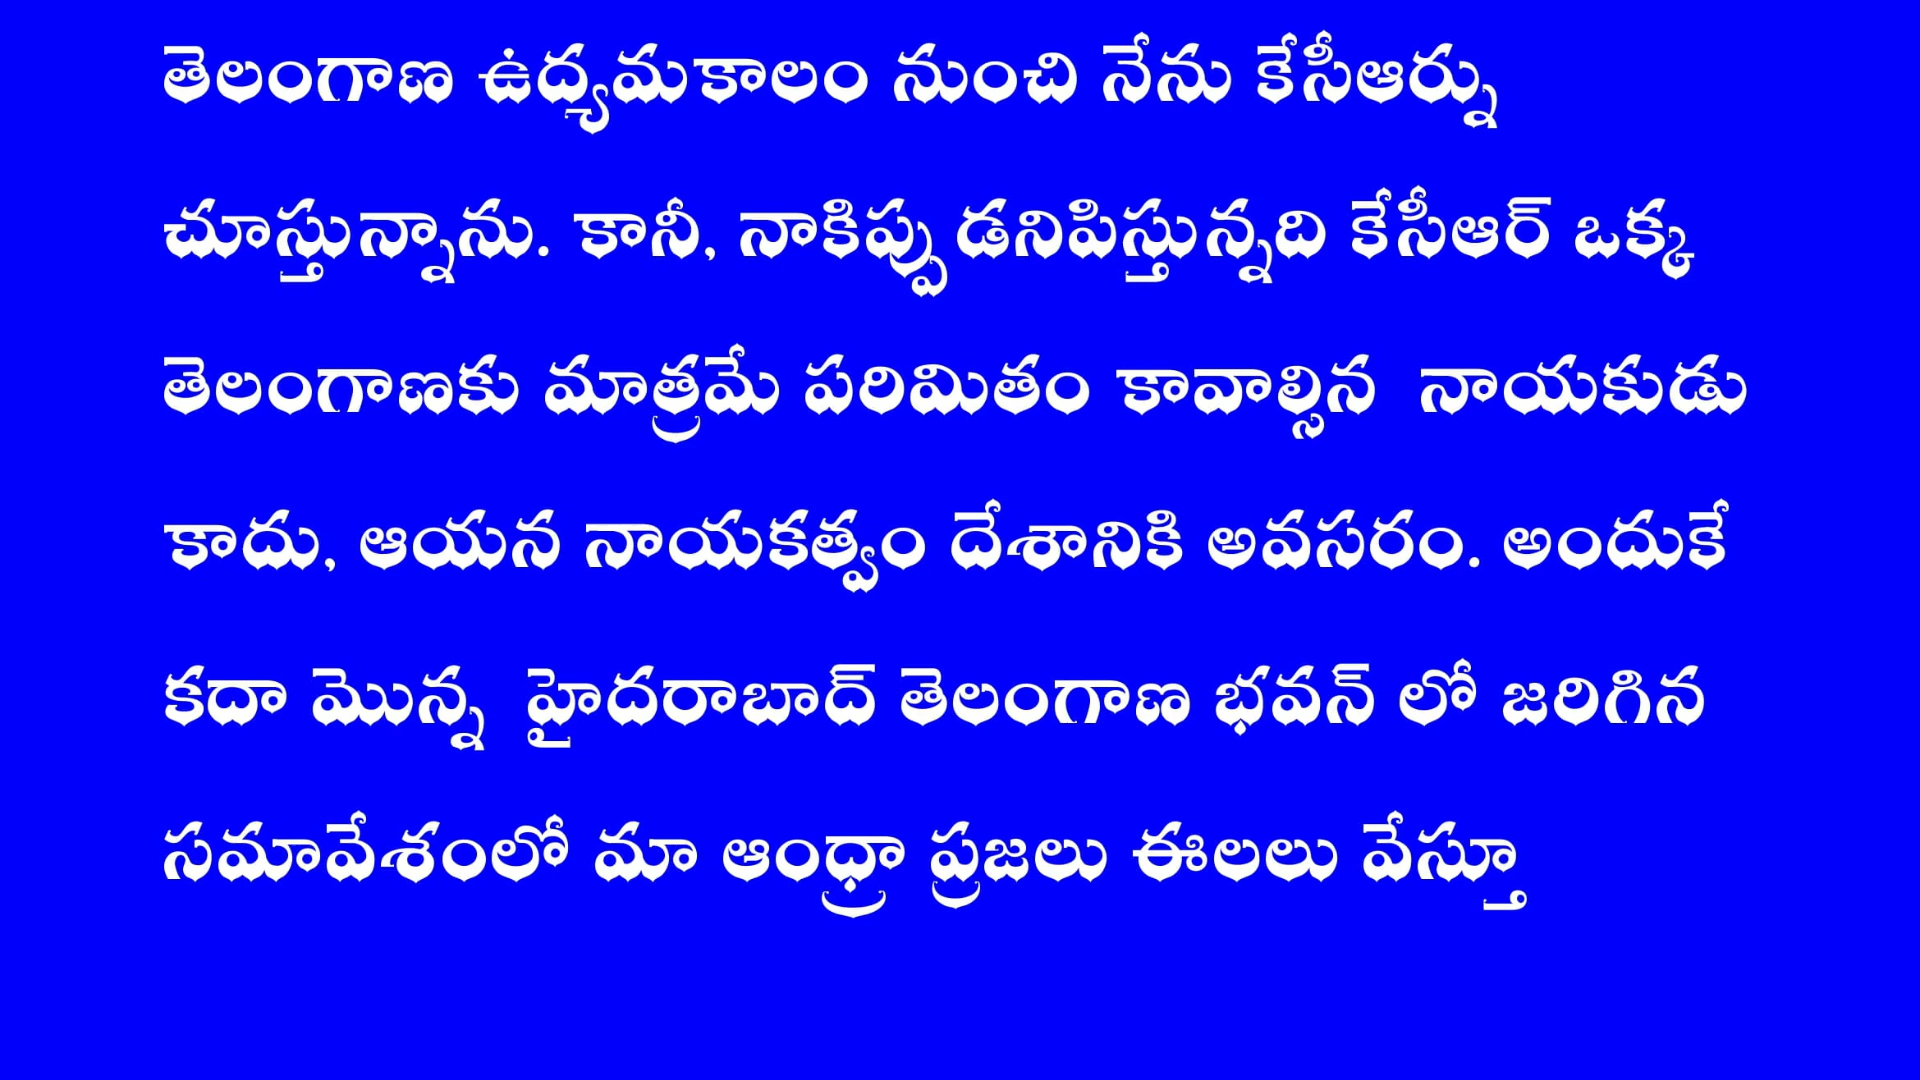 తెలంగాణ ఉద్యమకాలం నుంచి నేను కేసీఆర్ను
చూస్తున్నాను. కానీ, నాకిప్పుడనిపిస్తున్నది కేసీఆర్ ఒక్క
తెలంగాణకు మాత్రమే పరిమితం కావాల్సిన నాయకుడు
కాదు, ఆయన నాయకత్వం దేశానికి అవసరం. అందుకే
కదా మొన్న హైదరాబాద్ తెలంగాణ భవన్ లో జరిగిన
సమావేశంలో మా ఆంధ్రా ప్రజలు ఈలలు వేస్తూ